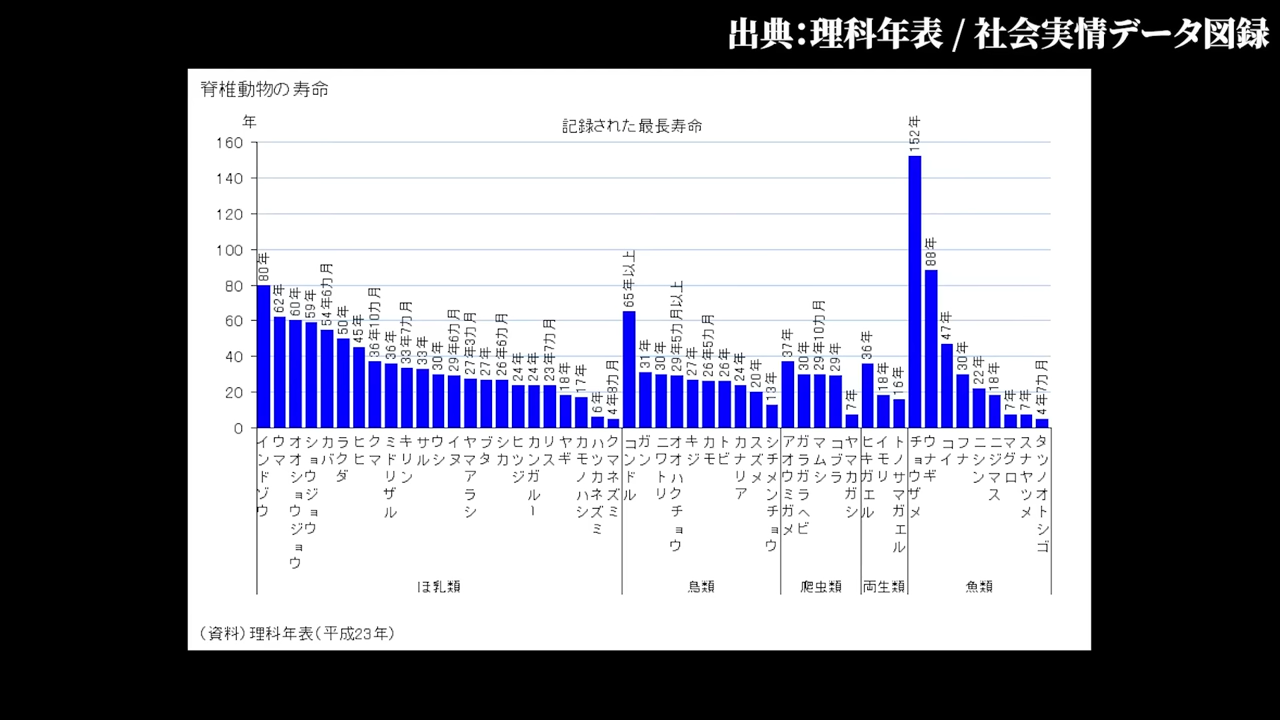 出典：理科年表 / 社会実情データ図録
脊椎動物の寿命
年
記録された最長寿命
160
140
120
100
80
60
40
20
0
80年
62年
60年
59年
54年6カ月
50年
45年
36年10カ月
36年
33年7カ月
33年
30年
29年6カ月
27年3カ月
27年
26年6カ月
24年
24年
23年7カ月
18年
17年
6年
4年8カ月
65年以上
31年
30年
29年5カ月以上
27年
26年5カ月
26年
24年
20年
13年
37年
30年
29年10カ月
29年
7年
36年
18年
16年
152年
88年
47年
30年
22年
18年
7年
7年
4年7カ月
インドゾウ
ウマ
オオショウジョウ
ショウジョウ
カバ
ラクダ
ヒヒ
クマ
ミドリザル
キリン
サル
ウシ
イヌ
ヤマアラシ
ブタ
シカ
ヒツジ
カンガルー
リス
ヤギ
カモノハシ
ハツカネズミ
クマネズミ
コンドル
ガン
ニワトリ
オオハクチョウ
キジ
カモ
トビ
カナリア
スズメ
シチメンチョウ
アオウミガメ
ガラガラヘビ
マムシ
コブラ
ヤマカガシ
ヒキガエル
イモリ
トノサマガエル
チョウザメ
ウナギ
コイ
フナ
ニシン
ニジマス
マグロ
スナヤツメ
タツノオトシゴ
ほ乳類
鳥類
爬虫類
両生類
魚類
（資料）理科年表（平成23年）